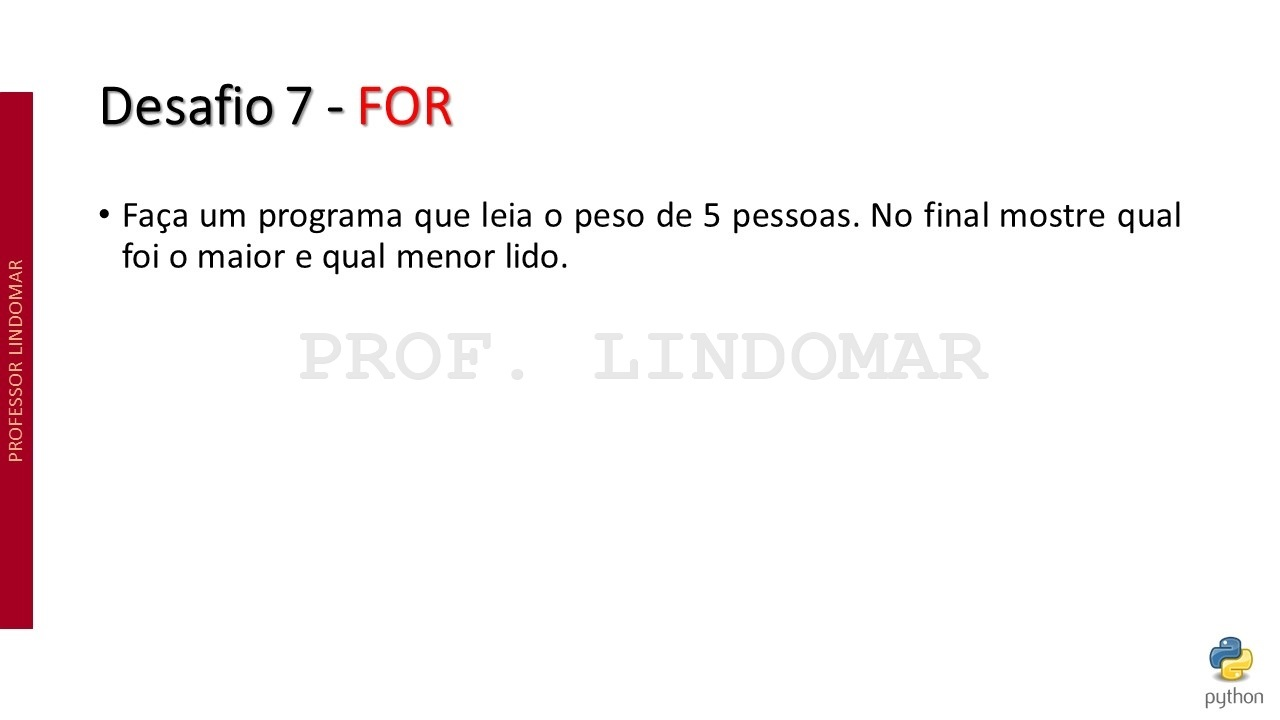 Desafio 7 - FOR
• Faça um programa que leia o peso de 5 pessoas. No final mostre qual
foi o maior e qual menor lido.
PROF. LINDOMAR
PROFESSOR LINDOMAR
python